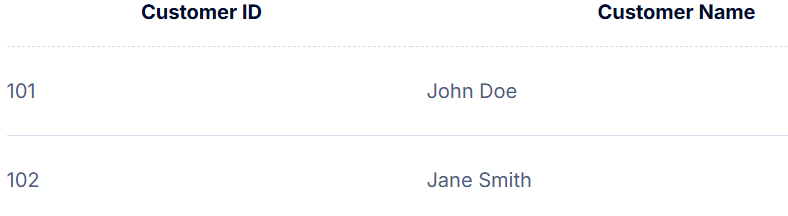 Customer ID Customer Name
101 John Doe
102 Jane Smith